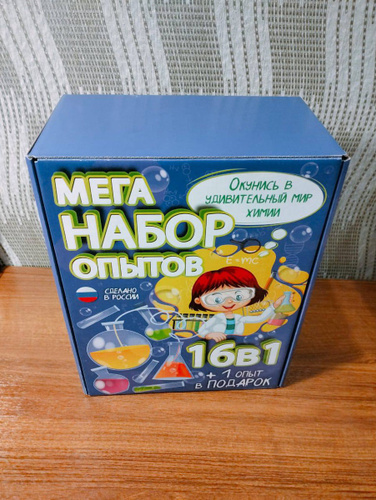 МЕГА
НАБОР
ОПЫТОВ
Окунись в
удивительный мир
химии
E=mc
СДЕЛАНО
В РОССИИ
16в1
+ 1 ОПЫТ
В ПОДАРОК